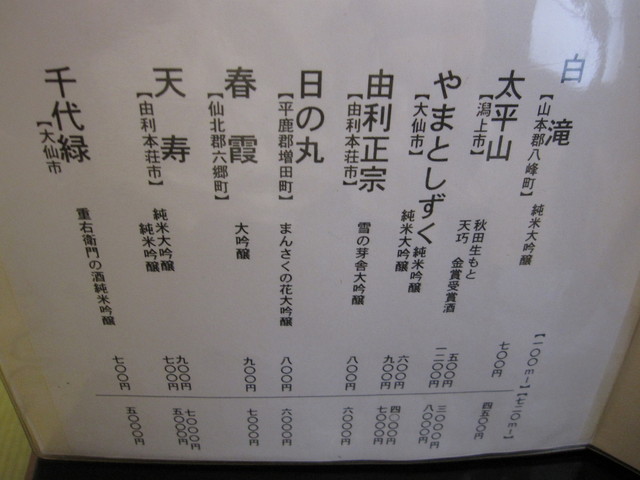 白滝
【山本郡八峰町】
純米大吟醸
【一〇〇ml】【七二〇ml】
七〇〇円
四五〇〇円
太平山
【潟上市】
秋田生もと
天巧 金賞受賞酒
五〇〇円
三〇〇〇円
一二〇〇円
八〇〇〇円
やまとしずく
【大仙市】
純米吟醸
純米大吟醸
六〇〇円
四〇〇〇円
九〇〇円
七〇〇〇円
由利正宗
【由利本荘市】
雪の芽舎大吟醸
八〇〇円
六〇〇〇円
日の丸
【平鹿郡増田町】
まんさくの花大吟醸
八〇〇円
六〇〇〇円
春霞
【仙北郡六郷町】
大吟醸
九〇〇円
七〇〇〇円
天寿
【由利本荘市】
純米大吟醸
純米吟醸
九〇〇円
七〇〇〇円
七〇〇円
五〇〇〇円
千代緑
【大仙市
重右衛門の酒純米吟醸
七〇〇円
五〇〇〇円